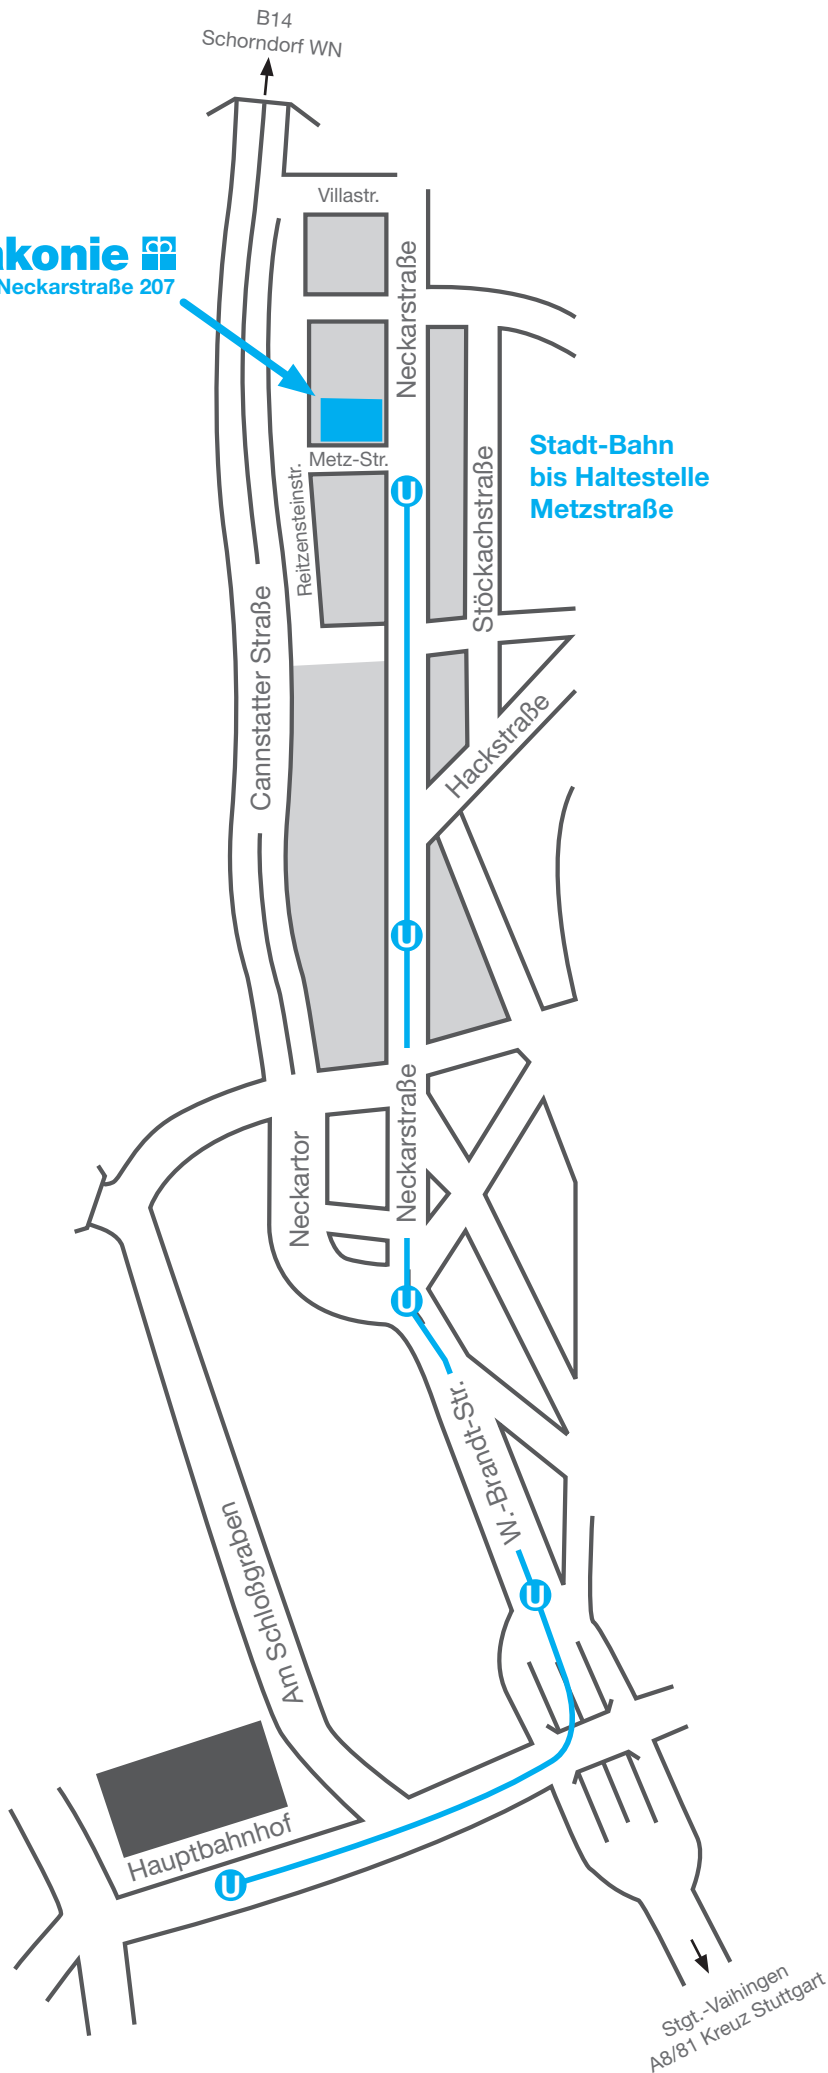 B14
Schorndorf WN
Villastr.
akonie
Neckarstraße 207
Neckarstraße
Stadt-Bahn
bis Haltestelle
Metzstraße
Metz-Str.
Reitzensteinstr.
U
Stöckachstraße
Cannstatter Straße
Hackstraße
U
Neckarstraße
Neckartor
U
W.-Brandt-Str.
Am Schloßgraben
U
Hauptbahnhof
U
Stgt.-Vaihingen
A8/81 Kreuz Stuttgart